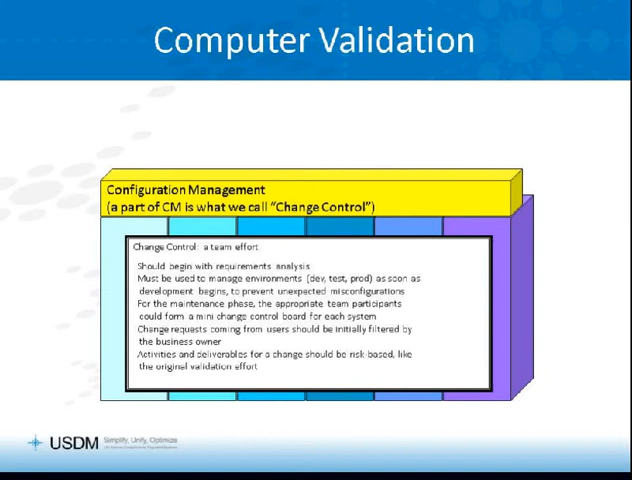 Computer Validation
Configuration Management
(a part of CM is what we call "Change Control")
Change Control: a team effort
Should begin with requirements analysis
Must be used to manage environments (dev, test, prod) as soon as
development begins, to prevent unexpected misconfigurations
For the maintenance phase, the appropriate team participants
could form a mini change control board for each system
Change requests coming from users should be initially filtered by
the business owner
Activities and deliverables for a change should be risk-based, like
the original validation effort
USDM
Simplify, Unify, Optimize